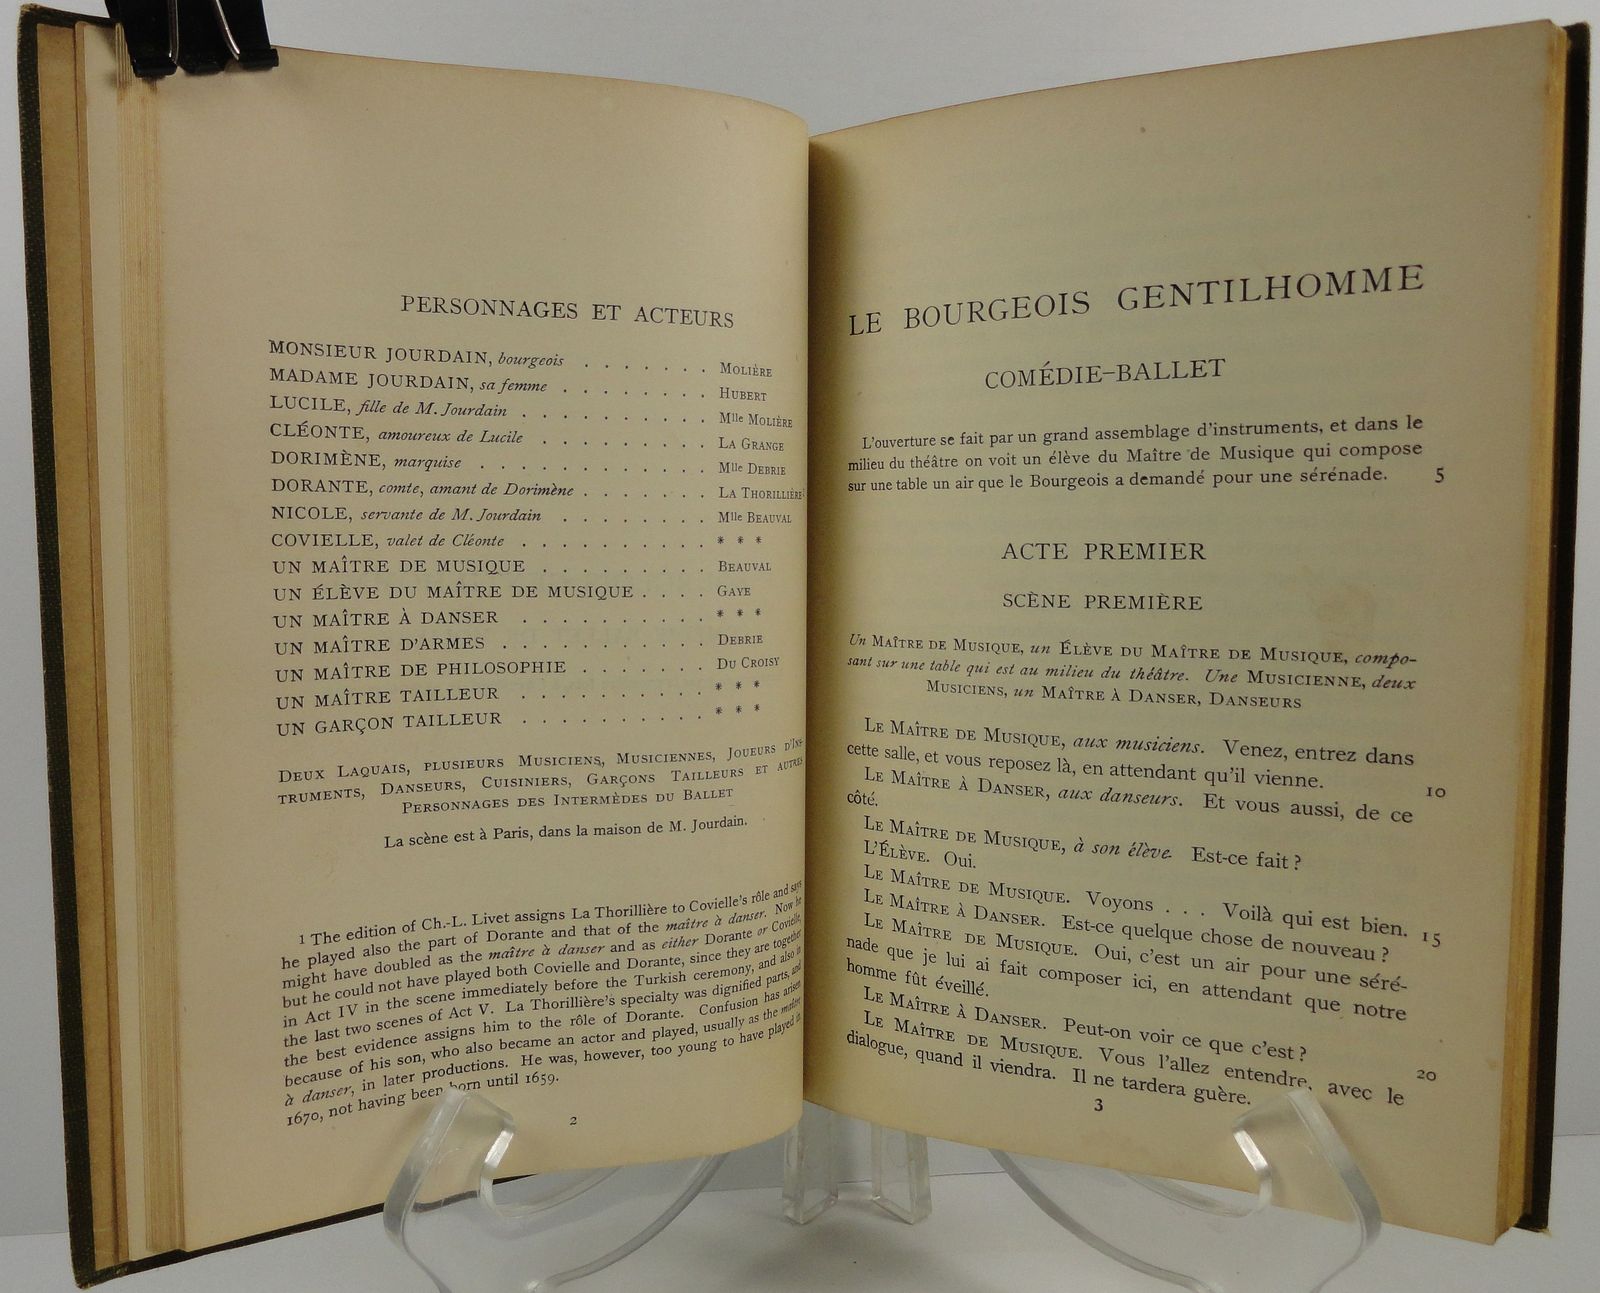 PERSONNAGES ET ACTEURS
MONSIEUR JOURDAIN, bourgeois . . . . . . . MOLIÈRE
MADAME JOURDAIN, sa femme . . . . . . . . HUBERT
LUCILE, fille de M. Jourdain . . . . . . . . . . Mlle MOLIÈRE
CLÉONTE, amoureux de Lucile . . . . . . . . . LA GRANGE
DORIMÈNE, marquise . . . . . . . . . . . . Mlle DEBRIE
DORANTE, comte, amant de Dorimène . . . . . . . LA THORILLIÈRE1
NICOLE, servante de M. Jourdain . . . . . . . . Mlle BEAUVAL
COVIELLE, valet de Cléonte . . . . . . . . . . * * *
UN MAÎTRE DE MUSIQUE . . . . . . . . . BEAUVAL
UN ÉLÈVE DU MAÎTRE DE MUSIQUE . . . . GAYE
UN MAÎTRE À DANSER . . . . . . . . . . * * *
UN MAÎTRE D'ARMES . . . . . . . . . . . DEBRIE
UN MAÎTRE DE PHILOSOPHIE . . . . . . . DU CROISY
UN MAÎTRE TAILLEUR . . . . . . . . . . * * *
UN GARÇON TAILLEUR . . . . . . . . . . * * *
DEUX LAQUAIS, PLUSIEURS MUSICIENS, MUSICIENNES, JOUEURS D'INS-
TRUMENTS, DANSEURS, CUISINIERS, GARÇONS TAILLEURS ET AUTRES
PERSONNAGES DES INTERMÈDES DU BALLET
La scène est à Paris, dans la maison de M. Jourdain.
1 The edition of Ch.-L. Livet assigns La Thorillière to Covielle's rôle and says
he played also the part of Dorante and that of the maître à danser. Now he
might have doubled as the maître à danser and as either Dorante or Covielle,
but he could not have played both Covielle and Dorante, since they are together
in Act IV in the scene immediately before the Turkish ceremony, and also in
the last two scenes of Act V. La Thorillière's specialty was dignified parts, and
the best evidence assigns him to the rôle of Dorante. Confusion has arisen
because of his son, who also became an actor and played, usually as the maître
à danser, in later productions. He was, however, too young to have played in
1670, not having been born until 1659.
2
LE BOURGEOIS GENTILHOMME
COMÉDIE-BALLET
L'ouverture se fait par un grand assemblage d'instruments, et dans le
milieu du théâtre on voit un élève du Maître de Musique qui compose
sur une table un air que le Bourgeois a demandé pour une sérénade. 5
ACTE PREMIER
SCÈNE PREMIÈRE
Un MAÎTRE DE MUSIQUE, un ÉLÈVE DU MAÎTRE DE MUSIQUE, compo-
sant sur une table qui est au milieu du théâtre. Une MUSICIENNE, deux
MUSICIENS, un MAÎTRE À DANSER, DANSEURS
LE MAÎTRE DE MUSIQUE, aux musiciens. Venez, entrez dans
cette salle, et vous reposez là, en attendant qu'il vienne. 10
LE MAÎTRE À DANSER, aux danseurs. Et vous aussi, de ce
côté.
LE MAÎTRE DE MUSIQUE, à son élève. Est-ce fait ?
L'ÉLÈVE. Oui.
LE MAÎTRE DE MUSIQUE. Voyons . . . Voilà qui est bien. 15
LE MAÎTRE À DANSER. Est-ce quelque chose de nouveau ?
LE MAÎTRE DE MUSIQUE. Oui, c'est un air pour une séré-
nade que je lui ai fait composer ici, en attendant que notre
homme fût éveillé.
LE MAÎTRE À DANSER. Peut-on voir ce que c'est ? 20
LE MAÎTRE DE MUSIQUE. Vous l'allez entendre, avec le
dialogue, quand il viendra. Il ne tardera guère.
3